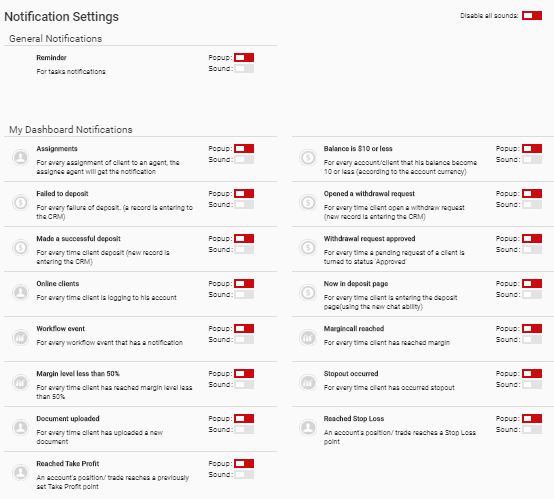 Notification Settings
Disable all sounds:
General Notifications
Reminder
Popup:
For tasks notifications
Sound:
My Dashboard Notifications
Assignments
Popup:
Sound:
For every assignment of client to an agent, the
assignee agent will get the notification
Balance is $10 or less
Popup:
Sound:
For every account/client that his balance become
10 or less (according to the account currency)
Failed to deposit
Popup:
Sound:
For every failure of deposit. (a record is entering to
the CRM)
Opened a withdrawal request
Popup:
Sound:
For every time client open a withdraw request
(new record is entering the CRM)
Made a successful deposit
Popup:
Sound:
For every time client deposit (new record is
entering the CRM)
Withdrawal request approved
Popup:
Sound:
For every time a pending request of a client is
turned to status 'Approved'
Online clients
Popup:
Sound:
For every time client is logging to his account
Now in deposit page
Popup:
Sound:
For every time client is entering the deposit
page(using the new chat ability)
Workflow event
Popup:
Sound:
For every workflow event that has a notification
Margincall reached
Popup:
Sound:
For every time client has reached margin
Margin level less than 50%
Popup:
Sound:
For every time client has reached margin level less
than 50%
Stopout occurred
Popup:
Sound:
For every time client has occurred stopout
Document uploaded
Popup:
Sound:
For every time client has uploaded a new
document
Reached Stop Loss
Popup:
Sound:
An account's position/ trade reaches a Stop Loss
point
Reached Take Profit
Popup:
Sound:
An account's position/ trade reaches a previously
set Take Profit point